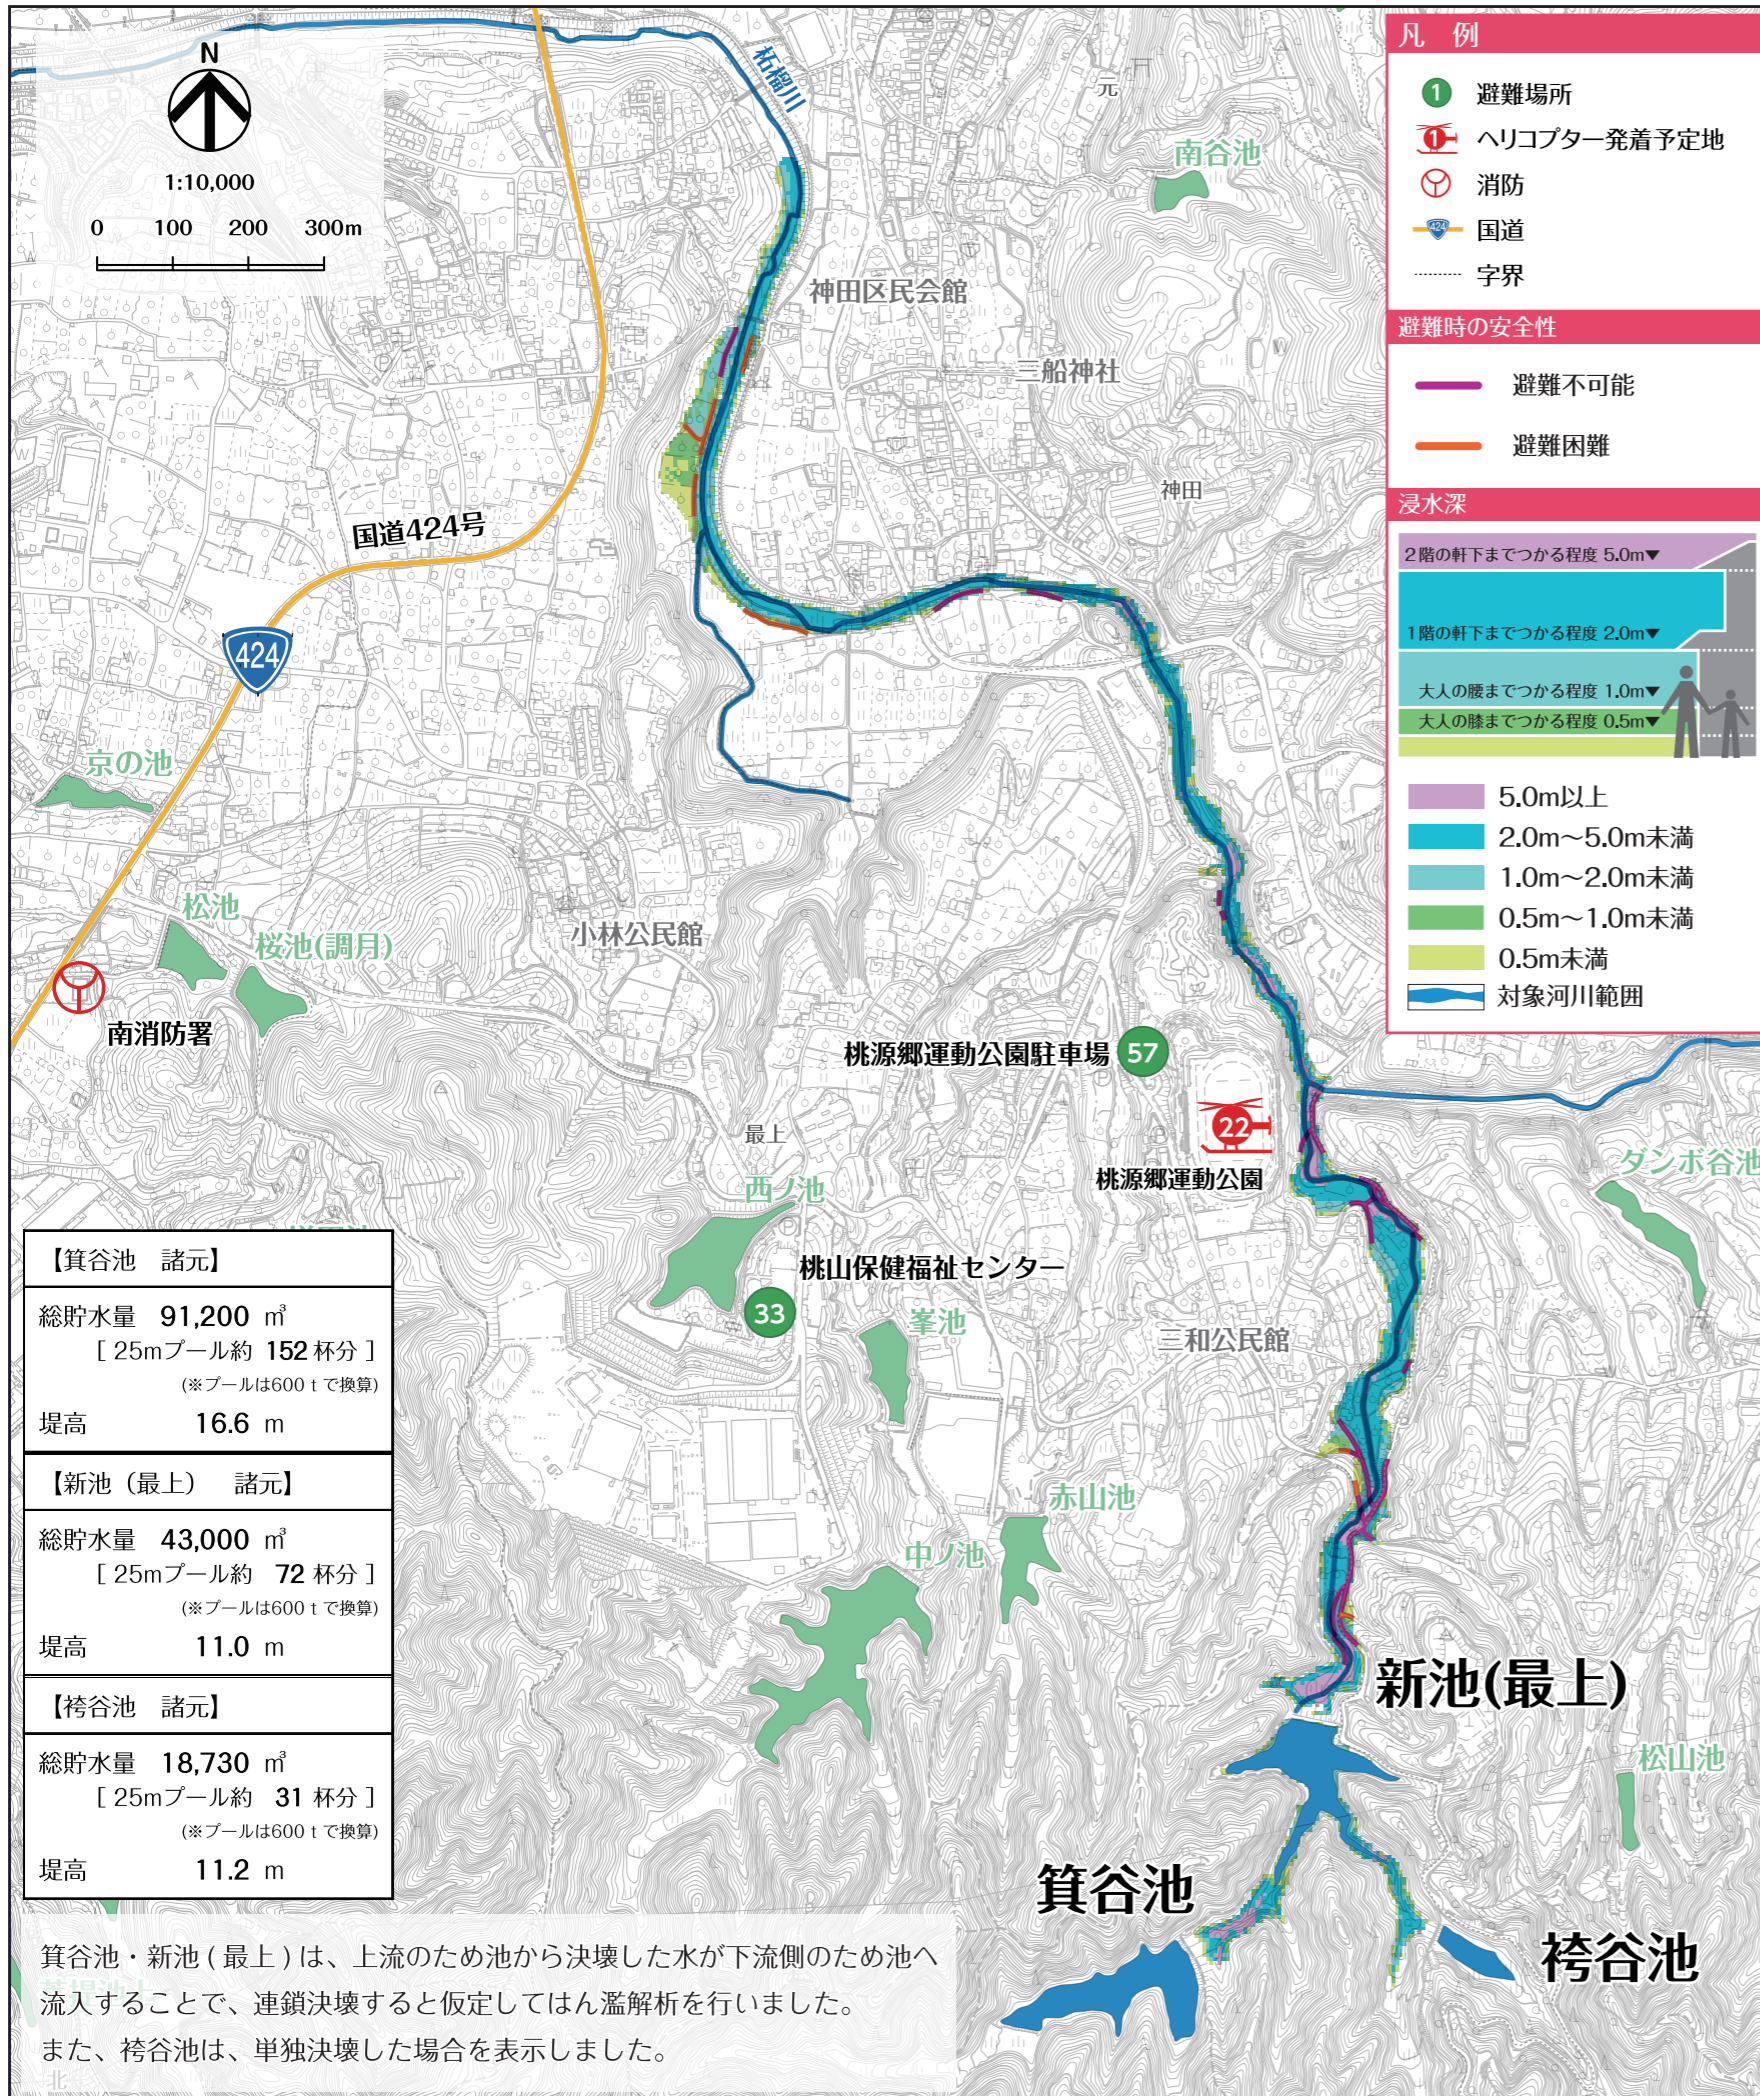 N
1:10,000
0 100 200 300m
柘榴川
元
南谷池
神田区民会館
三船神社
神田
国道424号
424
京の池
松池
桜池(調月)
小林公民館
南消防署
桃源郷運動公園駐車場 57
22
桃源郷運動公園
最上
西ノ池
桃山保健福祉センター
33
峯池
三和公民館
ダンボ谷池
赤山池
中ノ池
新池(最上)
松山池
箕谷池
袴谷池
凡 例
1 避難場所
1 ヘリコプター発着予定地
消防
424 国道
字界
避難時の安全性
避難不可能
避難困難
浸水深
2階の軒下までつかる程度 5.0m▼
1階の軒下までつかる程度 2.0m▼
大人の腰までつかる程度 1.0m▼
大人の膝までつかる程度 0.5m▼
5.0m以上
2.0m～5.0m未満
1.0m～2.0m未満
0.5m～1.0m未満
0.5m未満
対象河川範囲
【箕谷池 諸元】
総貯水量 91,200 ㎥
[ 25mプール約 152 杯分 ]
(※プールは600ｔで換算)
堤高 16.6 m
【新池（最上） 諸元】
総貯水量 43,000 ㎥
[ 25mプール約 72 杯分 ]
(※プールは600ｔで換算)
堤高 11.0 m
【袴谷池 諸元】
総貯水量 18,730 ㎥
[ 25mプール約 31 杯分 ]
(※プールは600ｔで換算)
堤高 11.2 m
箕谷池・新池(最上)は、上流のため池から決壊した水が下流側のため池へ
流入することで、連鎖決壊すると仮定してはん濫解析を行いました。
また、袴谷池は、単独決壊した場合を表示しました。
北